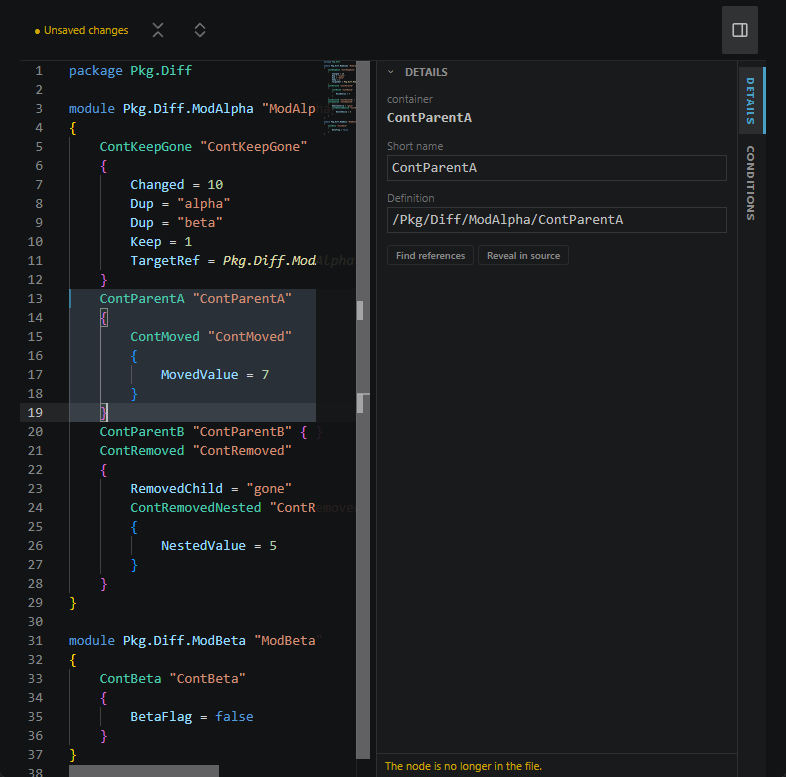 Unsaved changes
1 package Pkg.Diff
2
3 module Pkg.Diff.ModAlpha "ModAlp
4 {
5 ContKeepGone "ContKeepGone"
6 {
7 Changed = 10
8 Dup = "alpha"
9 Dup = "beta"
10 Keep = 1
11 TargetRef = Pkg.Diff.ModAlpha
12 }
13 ContParentA "ContParentA"
14 {
15 ContMoved "ContMoved"
16 {
17 MovedValue = 7
18 }
19 }
20 ContParentB "ContParentB" { }
21 ContRemoved "ContRemoved"
22 {
23 RemovedChild = "gone"
24 ContRemovedNested "ContRemove
25 {
26 NestedValue = 5
27 }
28 }
29 }
30
31 module Pkg.Diff.ModBeta "ModBeta
32 {
33 ContBeta "ContBeta"
34 {
35 BetaFlag = false
36 }
37 }
38
DETAILS
container
ContParentA
Short name
ContParentA
Definition
/Pkg/Diff/ModAlpha/ContParentA
Find references
Reveal in source
The node is no longer in the file.
DETAILS
CONDITIONS